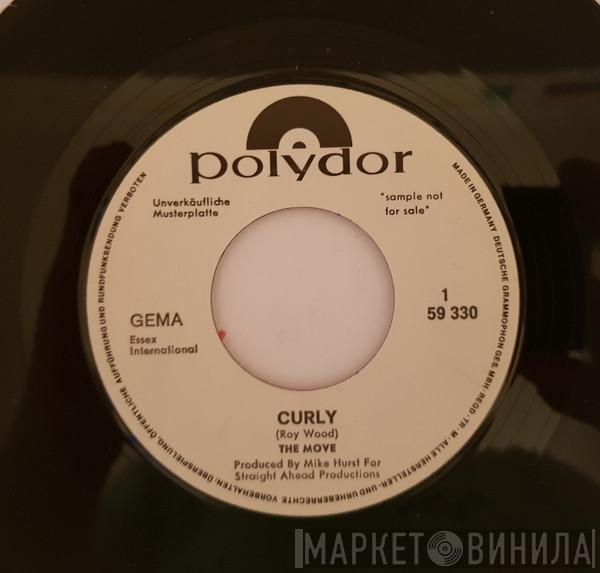 polydor
Unverkäufliche
Musterplatte
"sample not
for sale"
GEMA
Essex
International
1
59 330
CURLY
(Roy Wood)
THE MOVE
Produced By Mike Hurst For
Straight Ahead Productions
MADE IN GERMANY DEUTSCHE GRAMMOPHON GES. MBH · REGD · TR · M · ALLE HERSTELLER- UND URHEBERRECHTE VORBEHALTEN · ÜBERSPIELUNG, ÖFFENTLICHE AUFFÜHRUNG UND RUNDFUNKSENDUNG VERBOTEN
МАРКЕТ ВИНИЛА